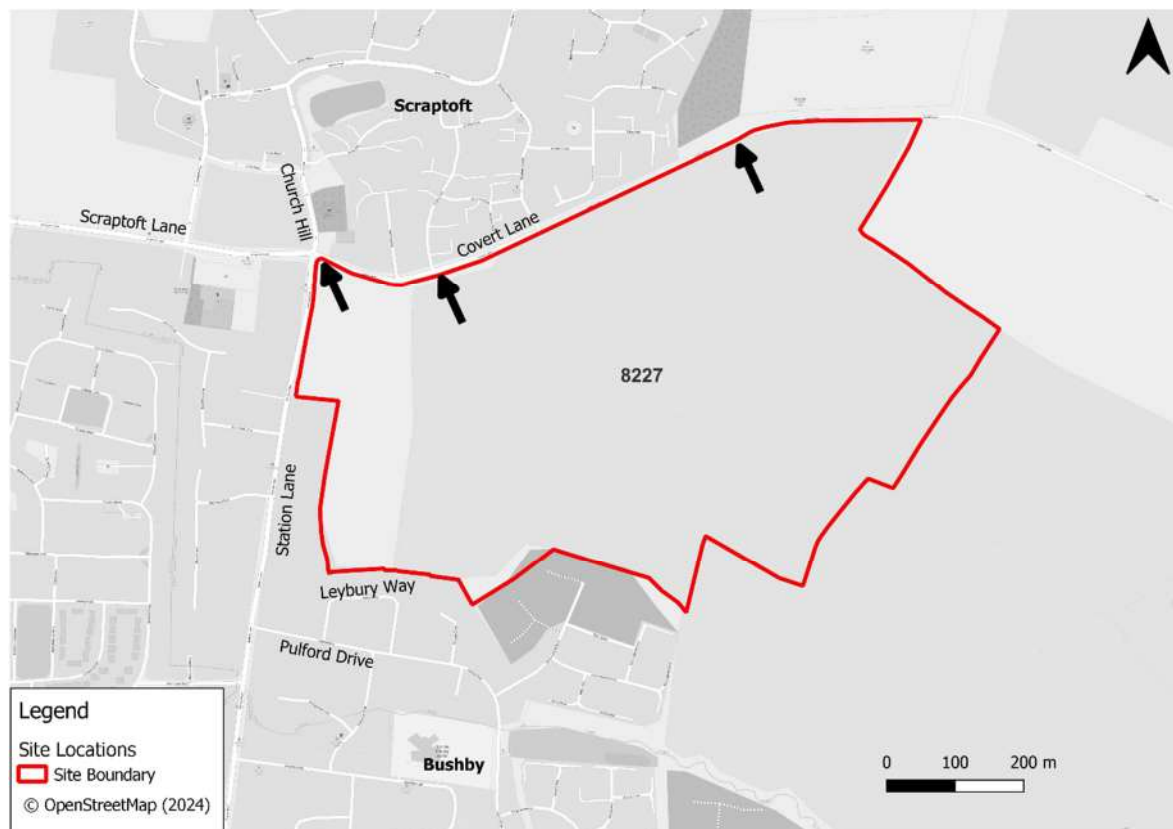 Scraptoft
Church Hill
Scraptoft Lane
Covert Lane
8227
Station Lane
Leybury Way
Pulford Drive
Bushby
Legend
Site Locations
Site Boundary
© OpenStreetMap (2024)
0 100 200 m